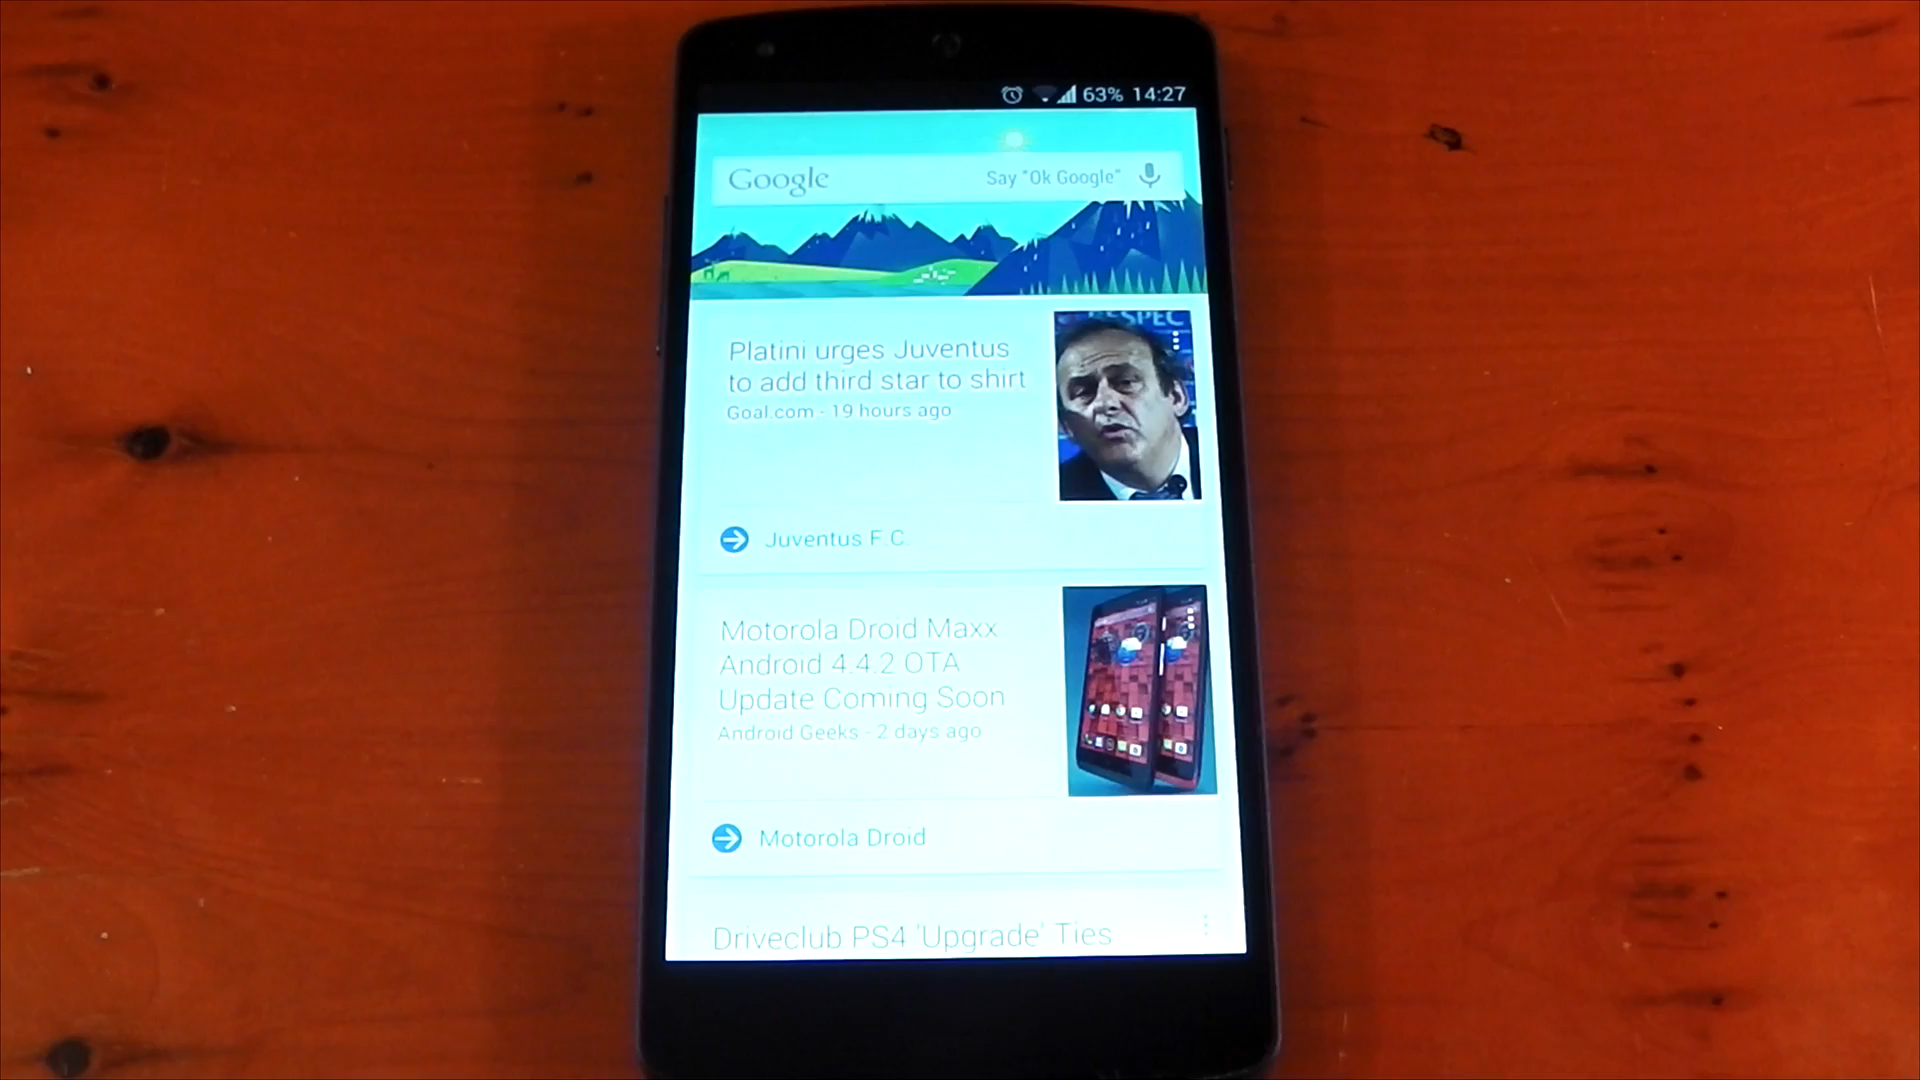 63% 14:27
Google Say "Ok Google"
RESPEC
Platini urges Juventus
to add third star to shirt
Goal.com - 19 hours ago
Juventus F.C.
Motorola Droid Maxx
Android 4.4.2 OTA
Update Coming Soon
Android Geeks - 2 days ago
Motorola Droid
Driveclub PS4 'Upgrade' Ties